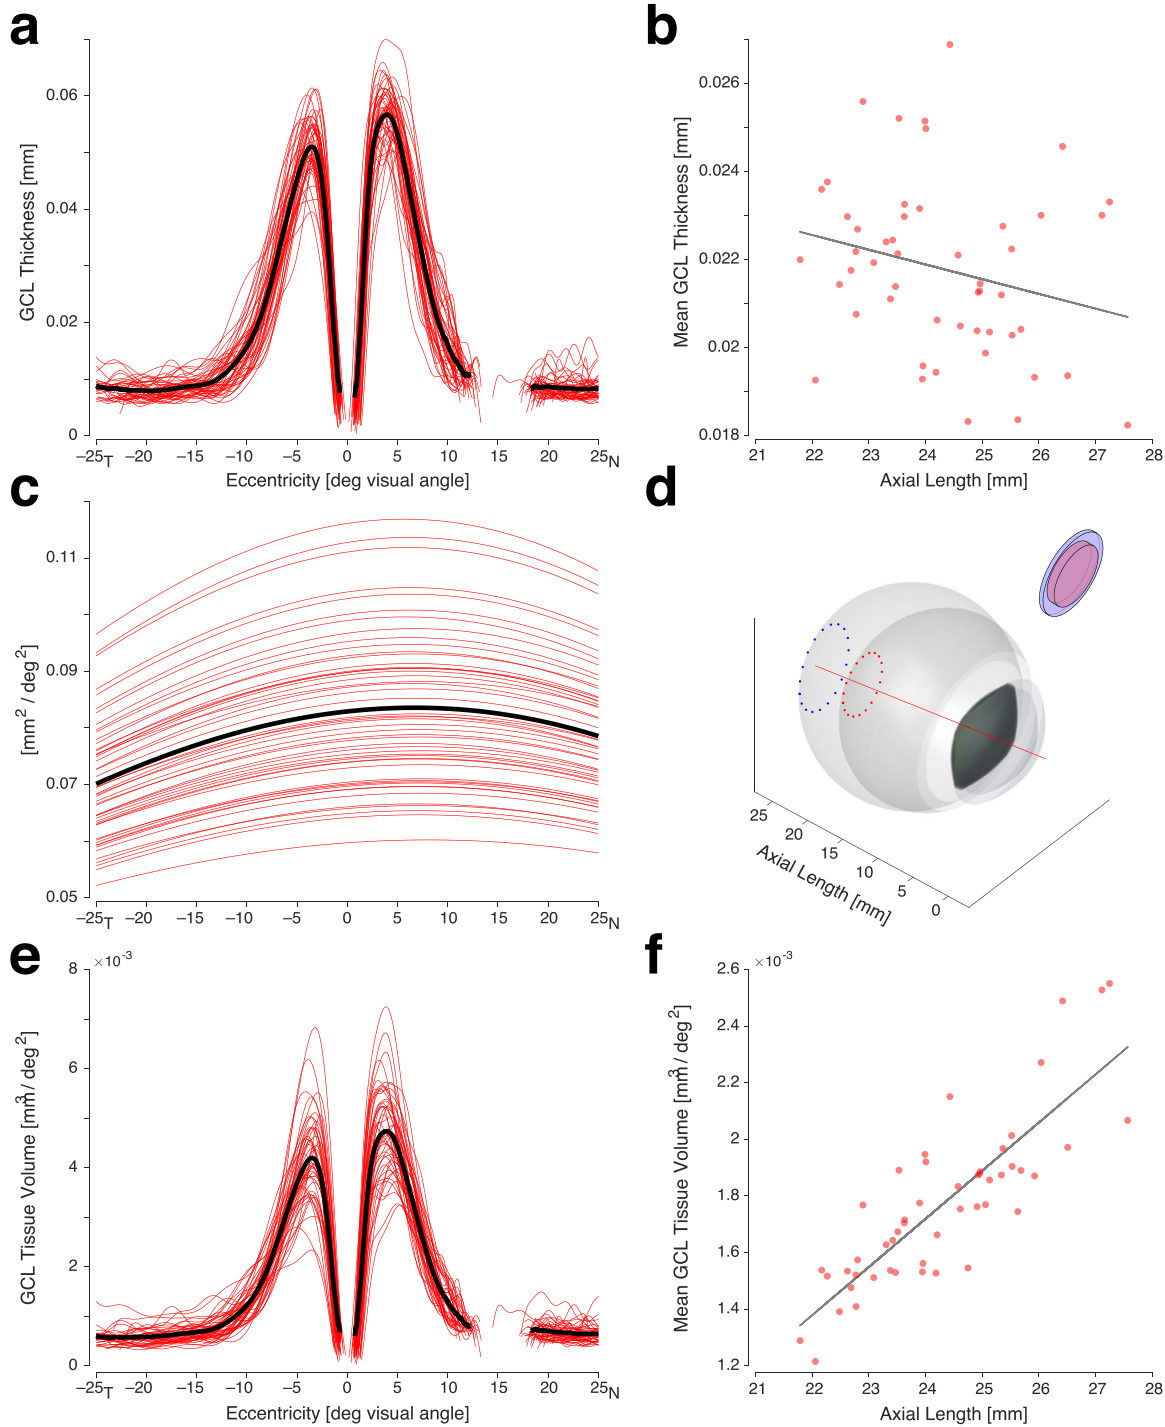 a
GCL Thickness [mm]
0.06
0.04
0.02
0
−25T −20 −15 −10 −5 0 5 10 15 20 25N
Eccentricity [deg visual angle]
b
Mean GCL Thickness [mm]
0.026
0.024
0.022
0.02
0.018
21 22 23 24 25 26 27 28
Axial Length [mm]
c
[mm2 / deg2]
0.11
0.09
0.07
0.05
−25T −20 −15 −10 −5 0 5 10 15 20 25N
d
25 20 15 10 5 0
Axial Length [mm]
e
×10-3
GCL Tissue Volume [mm3 / deg2]
8
6
4
2
0
−25T −20 −15 −10 −5 0 5 10 15 20 25N
Eccentricity [deg visual angle]
f
×10-3
Mean GCL Tissue Volume [mm3 / deg2]
2.6
2.4
2.2
2
1.8
1.6
1.4
1.2
21 22 23 24 25 26 27 28
Axial Length [mm]